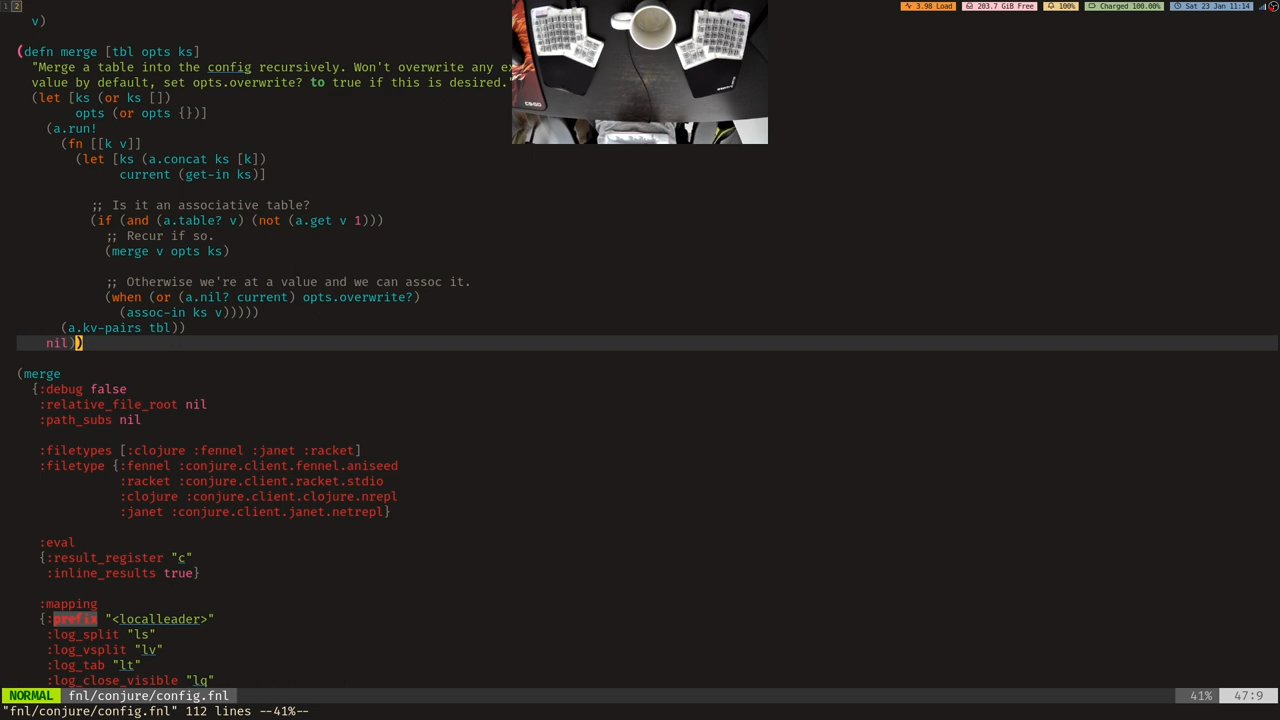 1 2
3.98 Load 203.7 GiB Free 100% Charged 100.00% Sat 23 Jan 11:14
v)
(defn merge [tbl opts ks]
"Merge a table into the config recursively. Won't overwrite any
value by default, set opts.overwrite? to true if this is desired.
(let [ks (or ks [])
opts (or opts {})]
(a.run!
(fn [[k v]]
(let [ks (a.concat ks [k])
current (get-in ks)]
;; Is it an associative table?
(if (and (a.table? v) (not (a.get v 1)))
;; Recur if so.
(merge v opts ks)
;; Otherwise we're at a value and we can assoc it.
(when (or (a.nil? current) opts.overwrite?)
(assoc-in ks v)))))
(a.kv-pairs tbl))
nil))
(merge
{:debug false
:relative_file_root nil
:path_subs nil
:filetypes [:clojure :fennel :janet :racket]
:filetype {:fennel :conjure.client.fennel.aniseed
:racket :conjure.client.racket.stdio
:clojure :conjure.client.clojure.nrepl
:janet :conjure.client.janet.netrepl}
:eval
{:result_register "c"
:inline_results true}
:mapping
{:prefix "<localleader>"
:log_split "ls"
:log_vsplit "lv"
:log_tab "lt"
:log_close_visible "lq"
NORMAL fnl/conjure/config.fnl 41% 47:9
"fnl/conjure/config.fnl" 112 lines --41%--